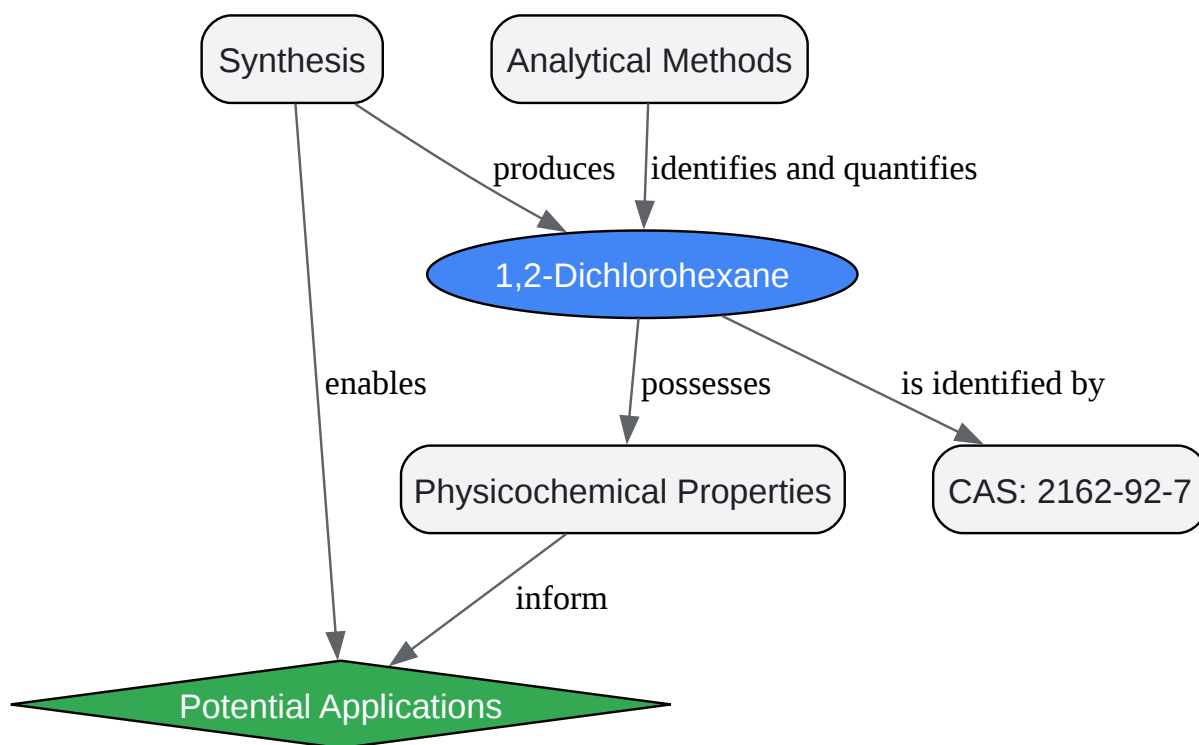 Synthesis
Analytical Methods
produces
identifies and quantifies
1,2-Dichlorohexane
enables
possesses
is identified by
Physicochemical Properties
CAS: 2162-92-7
inform
Potential Applications